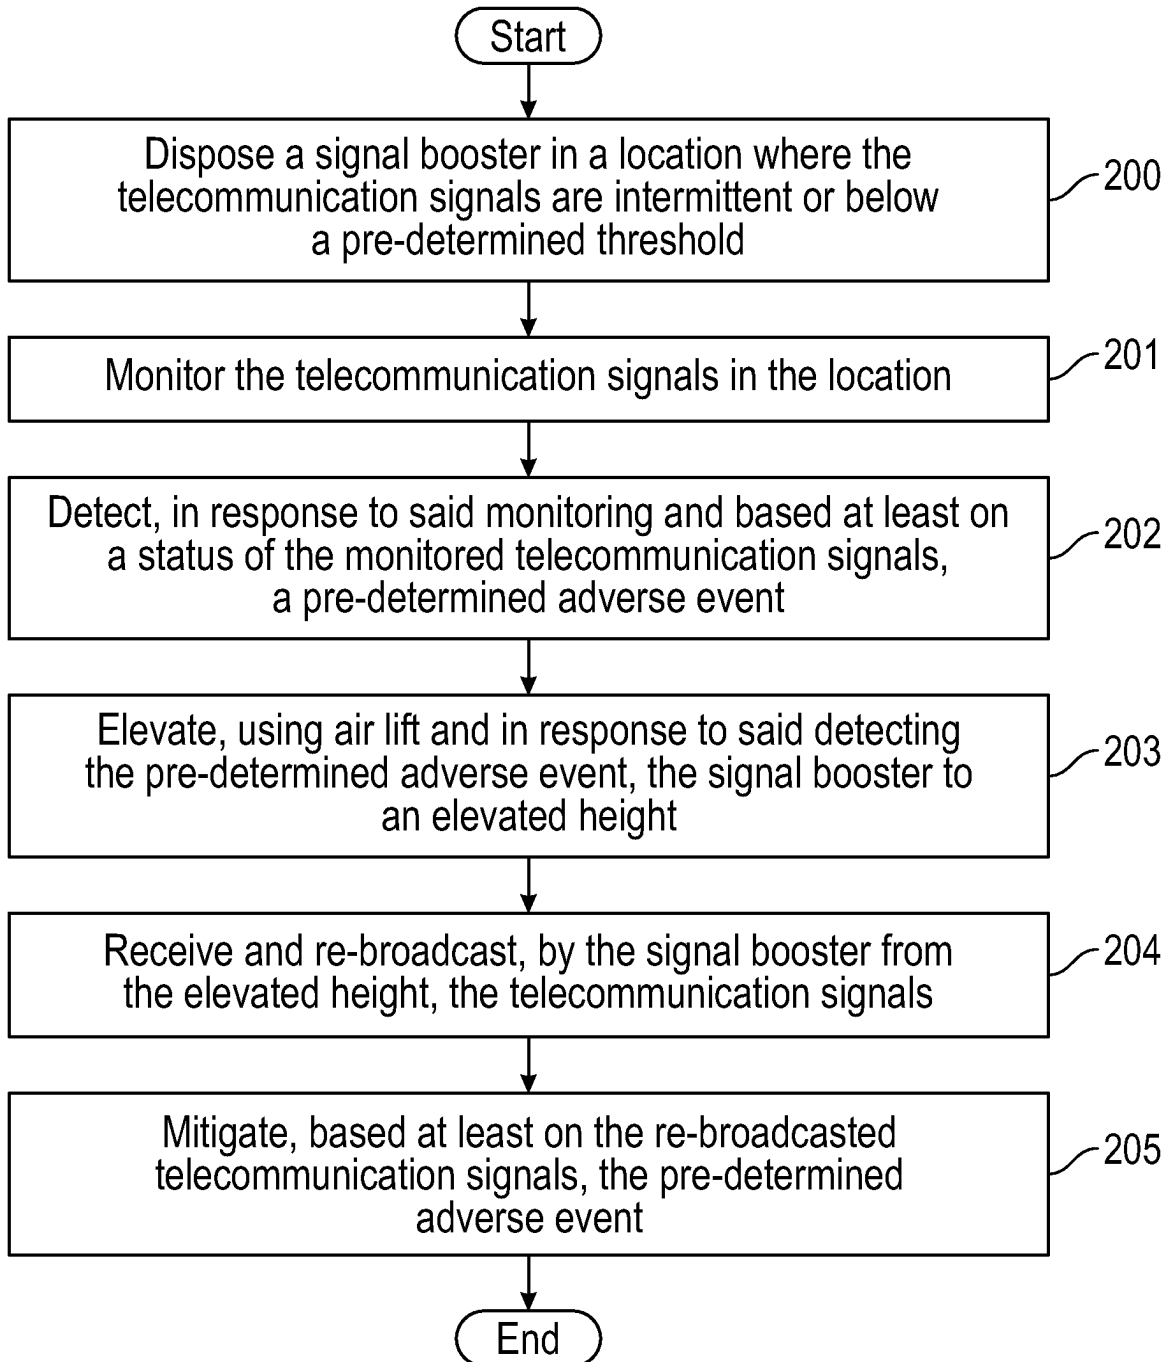 Start
Dispose a signal booster in a location where the
telecommunication signals are intermittent or below
a pre-determined threshold
200
Monitor the telecommunication signals in the location
201
Detect, in response to said monitoring and based at least on
a status of the monitored telecommunication signals,
a pre-determined adverse event
202
Elevate, using air lift and in response to said detecting
the pre-determined adverse event, the signal booster to
an elevated height
203
Receive and re-broadcast, by the signal booster from
the elevated height, the telecommunication signals
204
Mitigate, based at least on the re-broadcasted
telecommunication signals, the pre-determined
adverse event
205
End